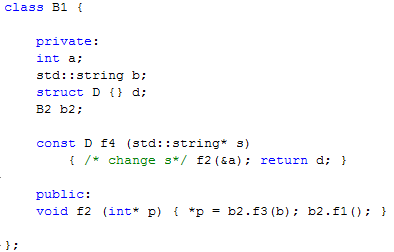 class B1 {
private:
int a;
std::string b;
struct D {} d;
B2 b2;
const D f4 (std::string* s)
{ /* change s*/ f2(&a); return d; }
public:
void f2 (int* p) { *p = b2.f3(b); b2.f1(); }
};